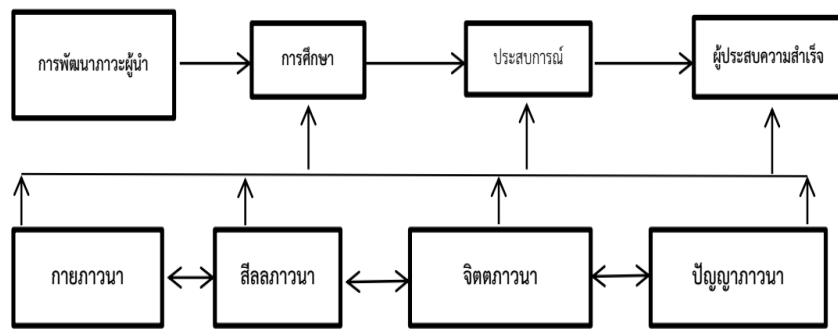 การพัฒนาภาวะผู้นำ
การศึกษา
ประสบการณ์
ผู้ประสบความสำเร็จ
กายภาวนา
สีลลภาวนา
จิตตภาวนา
ปัญญาภาวนา